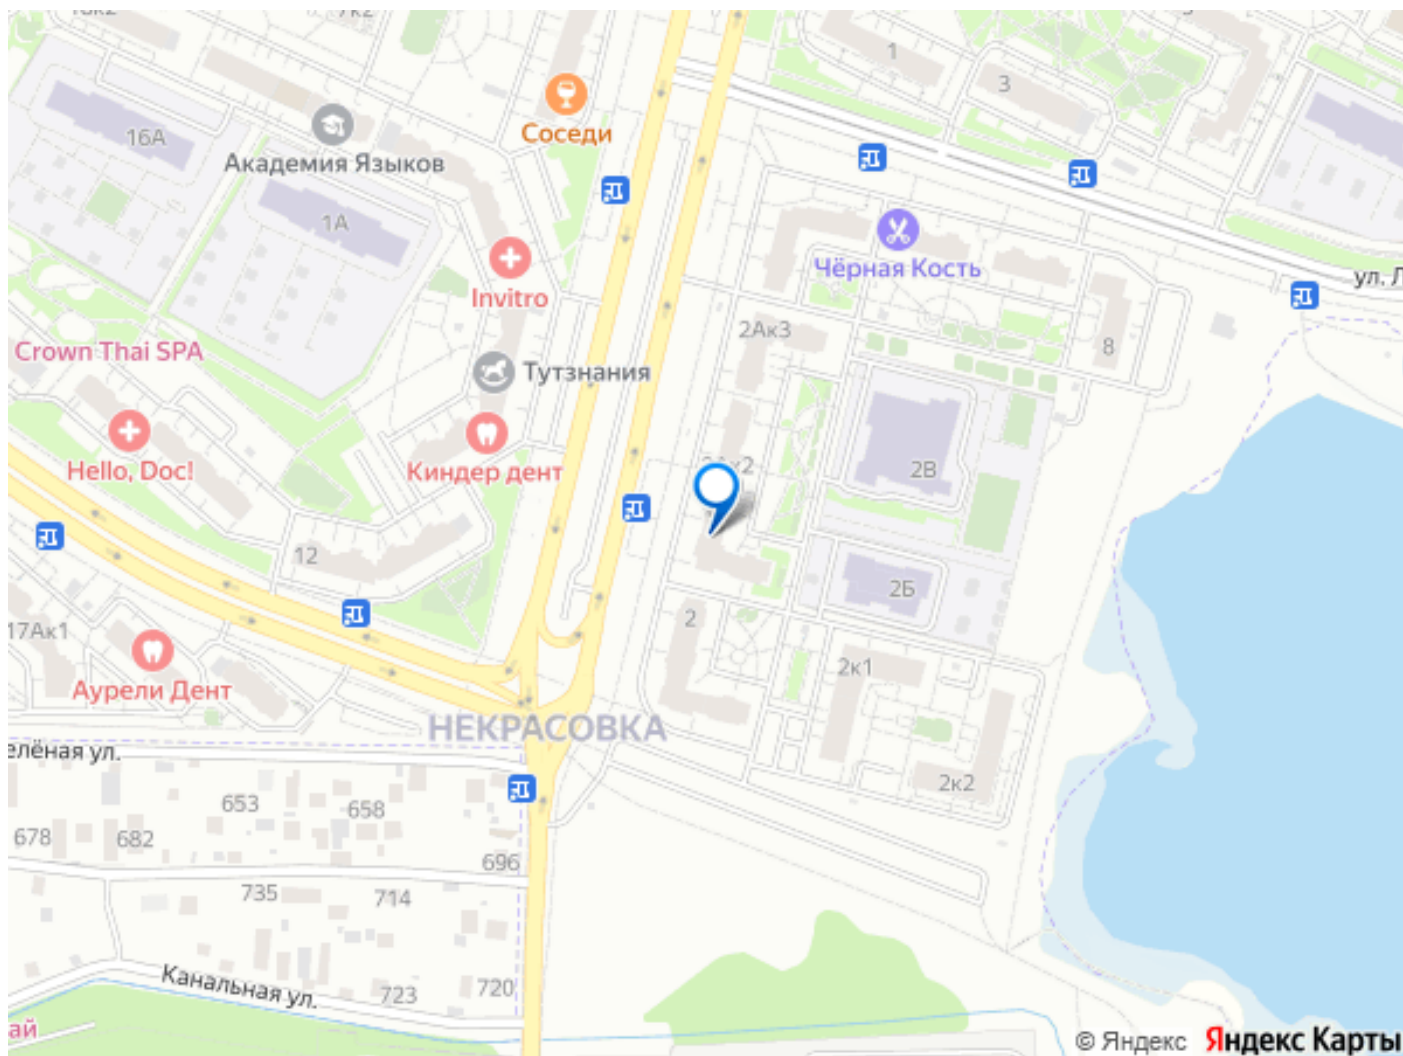 7к2
1
3
Соседи
16А
Академия Языков
1А
Invitro
Чёрная Кость
ул. Л
2Ак3
8
Crown Thai SPA
Тутзнания
Hello, Doc!
Киндер дент
2В
12
2Б
2
17Ак1
2к1
Аурели Дент
НЕКРАСОВКА
елёная ул.
2к2
653
658
678
682
696
735
714
Канальная ул.
723
720
ай
© Яндекс Яндекс Карты